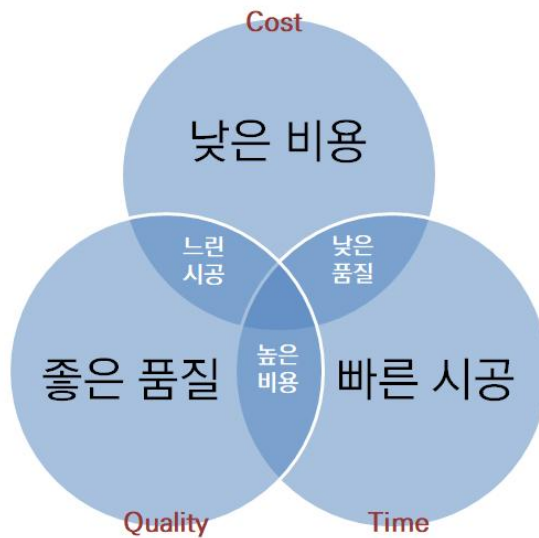 Cost
낮은 비용
느린
시공
낮은
품질
높은
비용
좋은 품질
빠른 시공
Quality
Time